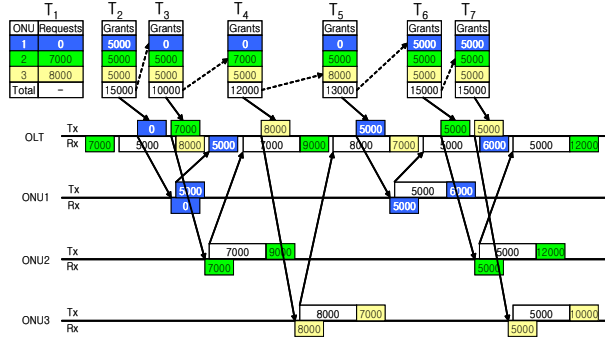 T1 T2 T3 T4 T5 T6 T7
ONU Requests Grants Grants Grants Grants Grants Grants
1 0 5000 0 0 0 5000 5000
2 7000 5000 5000 7000 5000 5000 5000
3 8000 5000 5000 5000 8000 5000 5000
Total - 15000 10000 12000 13000 15000 15000
0 7000 8000 5000 5000 5000
OLT Tx
Rx
7000 5000 8000 5000 7000 9000 8000 7000 5000 6000 5000 12000
5000 5000 6000
ONU1 Tx
Rx
0 5000
7000 9000 5000 12000
ONU2 Tx
Rx
7000 5000
8000 7000 5000 10000
ONU3 Tx
Rx
8000 5000